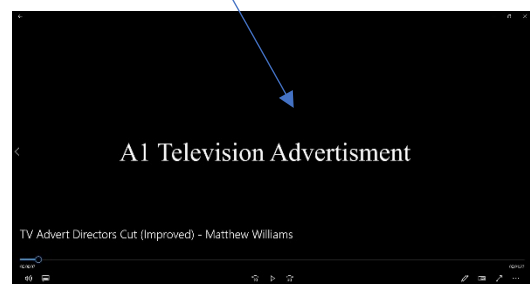 A1 Television Advertisment
TV Advert Directors Cut (Improved) - Matthew Williams